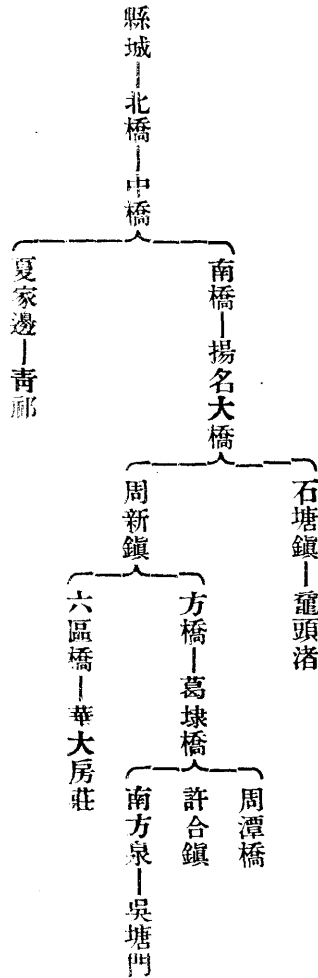 縣城—北橋—中橋
南橋—揚名大橋
石塘鎮—黿頭渚
周新鎮
方橋—葛埭橋
周潭橋
許合鎮
南方泉—吳塘門
六區橋—華大房莊
夏家邊—青祁